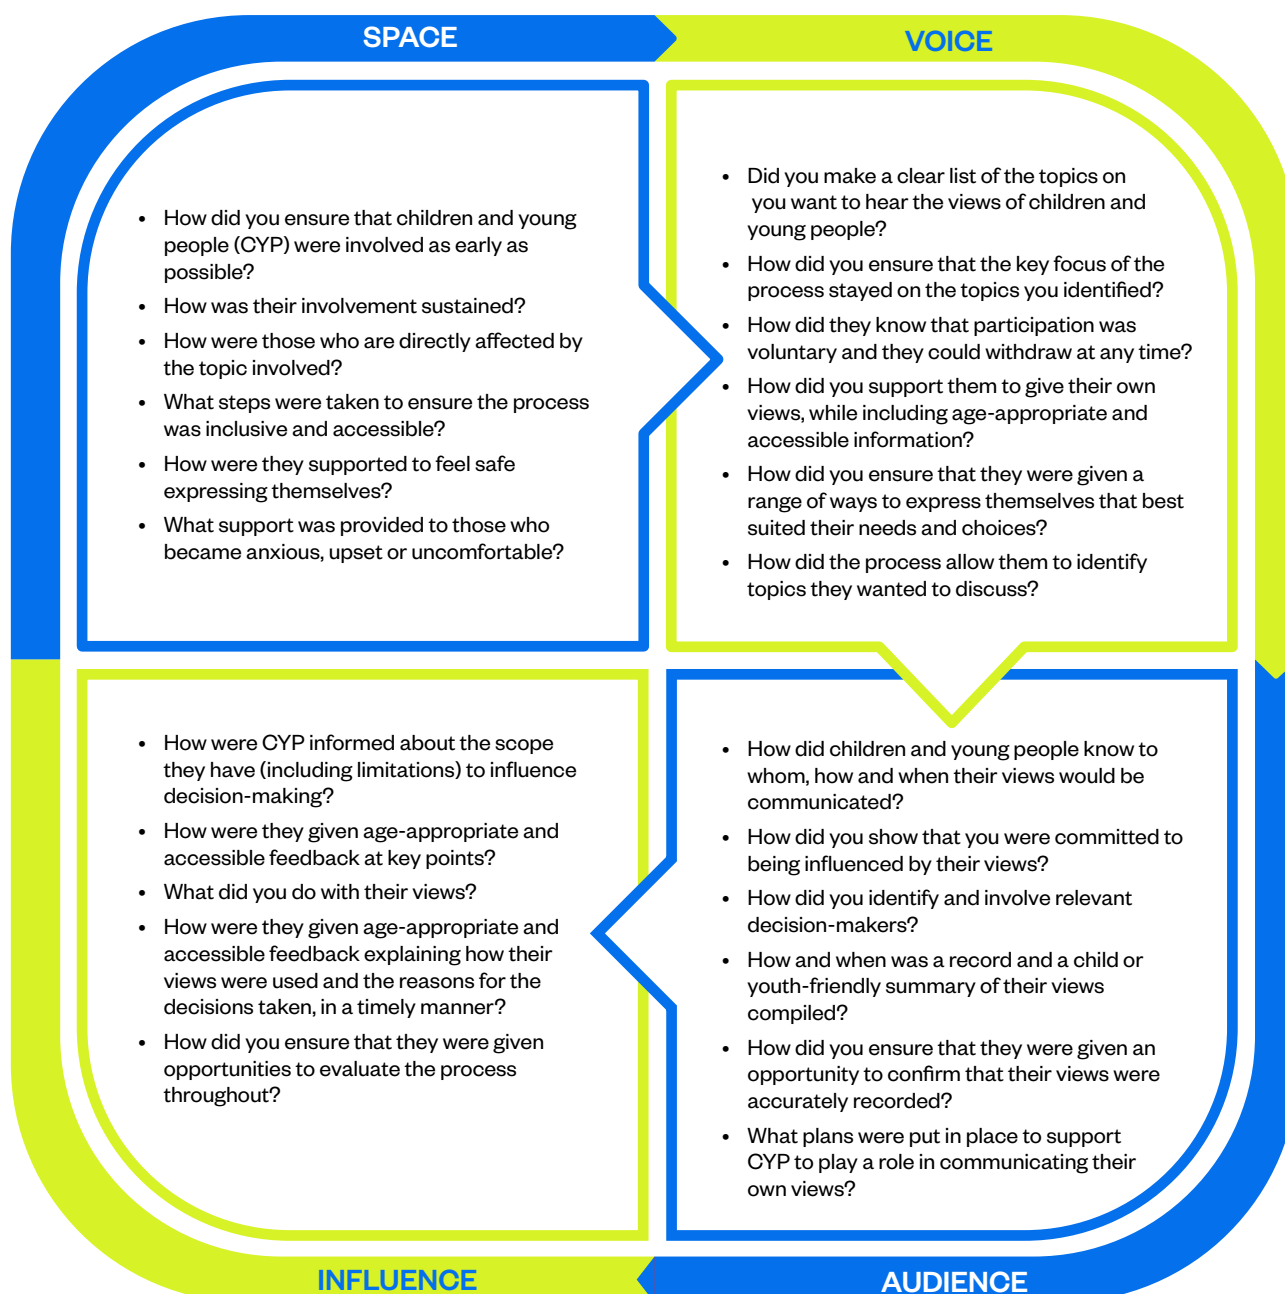 SPACE
• How did you ensure that children and young
people (CYP) were involved as early as
possible?
• How was their involvement sustained?
• How were those who are directly affected by
the topic involved?
• What steps were taken to ensure the process
was inclusive and accessible?
• How were they supported to feel safe
expressing themselves?
• What support was provided to those who
became anxious, upset or uncomfortable?
VOICE
• Did you make a clear list of the topics on
you want to hear the views of children and
young people?
• How did you ensure that the key focus of the
process stayed on the topics you identified?
• How did they know that participation was
voluntary and they could withdraw at any time?
• How did you support them to give their own
views, while including age-appropriate and
accessible information?
• How did you ensure that they were given a
range of ways to express themselves that best
suited their needs and choices?
• How did the process allow them to identify
topics they wanted to discuss?
• How did children and young people know to
whom, how and when their views would be
communicated?
• How did you show that you were committed to
being influenced by their views?
• How did you identify and involve relevant
decision-makers?
• How and when was a record and a child or
youth-friendly summary of their views
compiled?
• How did you ensure that they were given an
opportunity to confirm that their views were
accurately recorded?
• What plans were put in place to support
CYP to play a role in communicating their
own views?
AUDIENCE
• How were CYP informed about the scope
they have (including limitations) to influence
decision-making?
• How were they given age-appropriate and
accessible feedback at key points?
• What did you do with their views?
• How were they given age-appropriate and
accessible feedback explaining how their
views were used and the reasons for the
decisions taken, in a timely manner?
• How did you ensure that they were given
opportunities to evaluate the process
throughout?
INFLUENCE